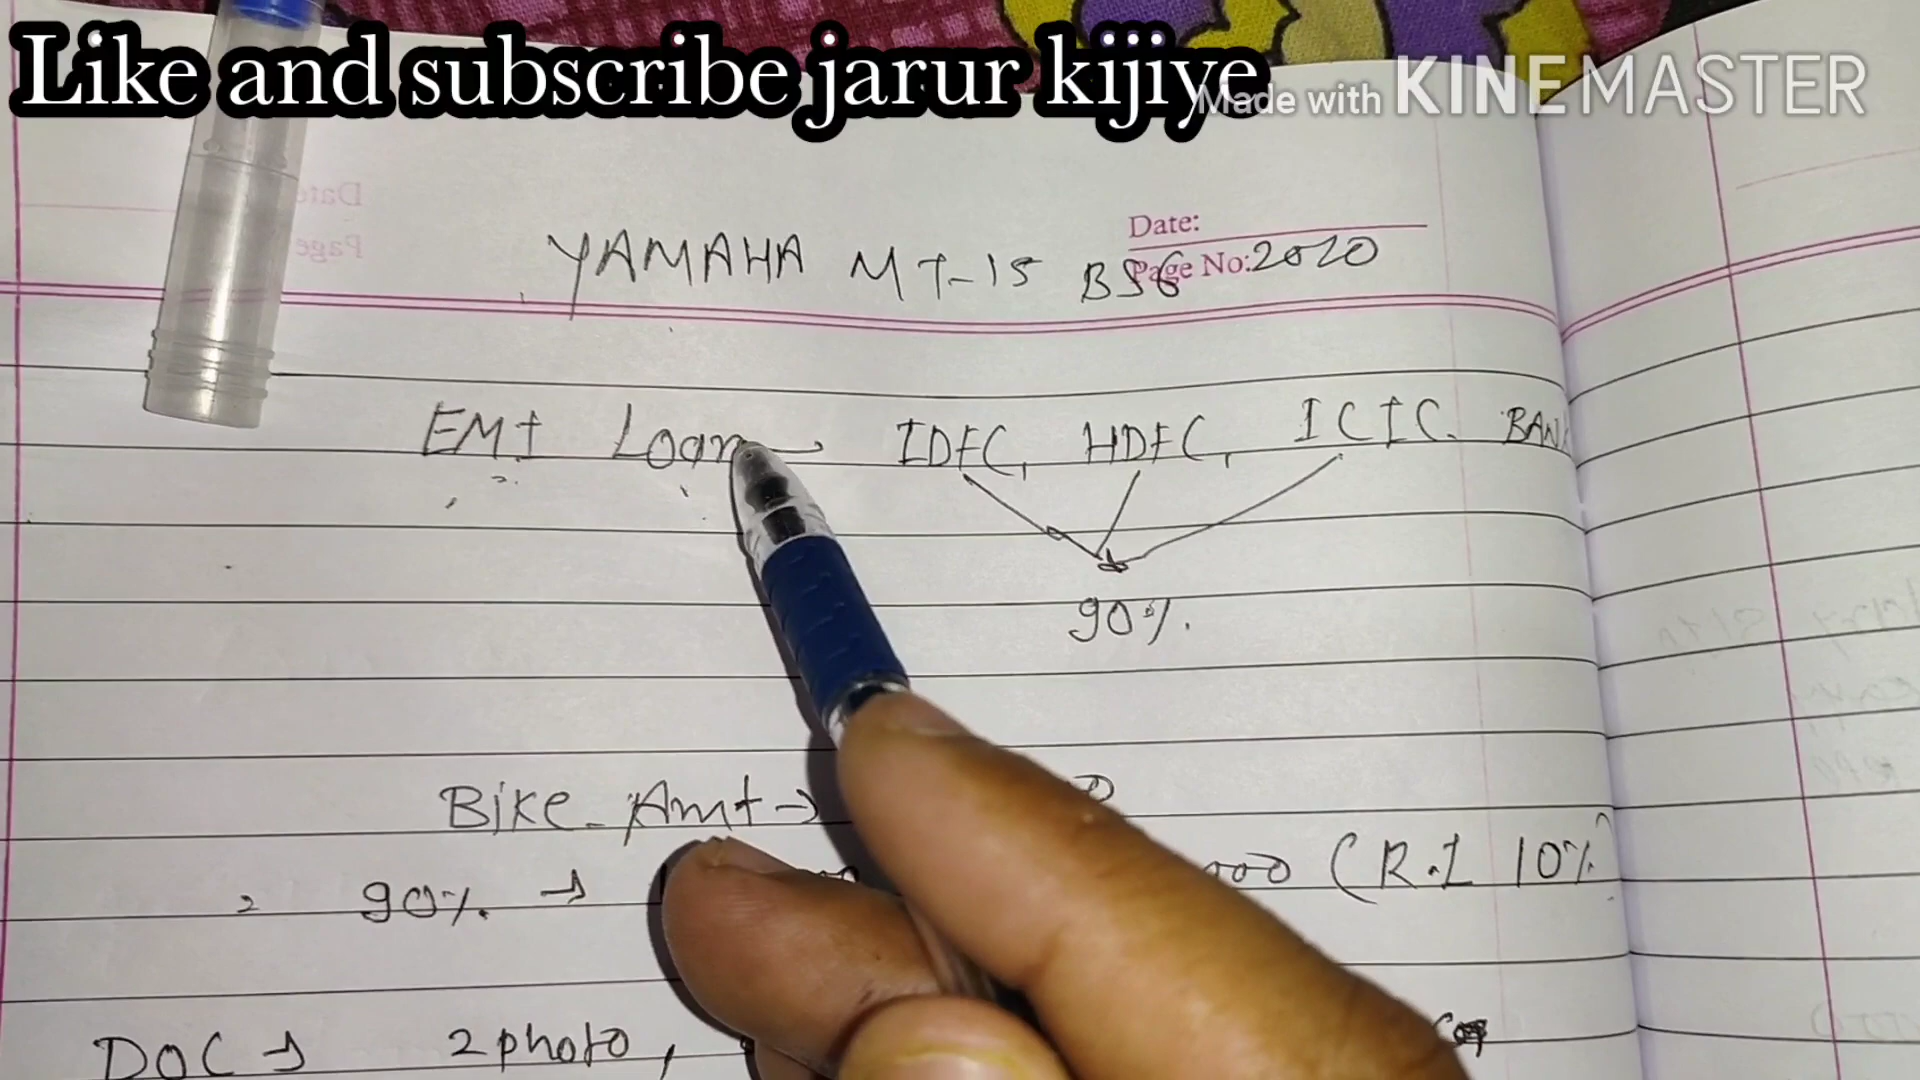 Like and subscribe jarur kijiye
Made with KINEMASTER
Date:
Page No:
YAMAHA MT-15 BS6 2020
EMI Loan → IDFC, HDFC, ICIC. BANK
90%.
Bike Amt →
= 90%. → 000 (R.I 10%
DOC → 2 photo,